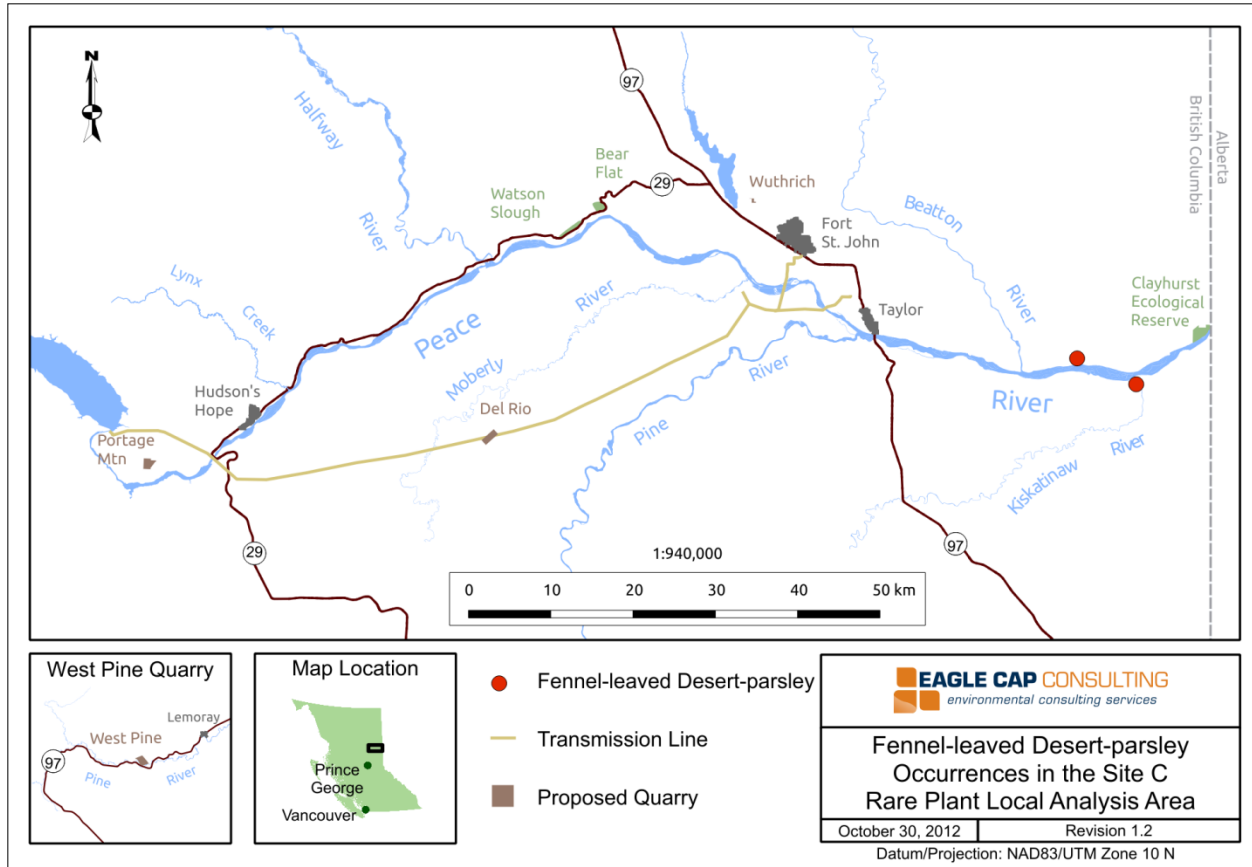 N
97
Halfway
River
Bear
Flat
29
Wuthrich
Watson
Slough
Fort
St. John
Beatton
River
British Columbia
Alberta
Lynx
Creek
Peace
Moberly
River
Taylor
Clayhurst
Ecological
Reserve
Hudson's
Hope
Del Rio
Pine
River
River
Portage
Mtn
Kiskatinaw
River
29
97
1:940,000
0 10 20 30 40 50 km
West Pine Quarry
Lemoray
West Pine
97
Pine
River
Map Location
Prince
George
Vancouver
Fennel-leaved Desert-parsley
Transmission Line
Proposed Quarry
EAGLE CAP CONSULTING
environmental consulting services
Fennel-leaved Desert-parsley
Occurrences in the Site C
Rare Plant Local Analysis Area
October 30, 2012 Revision 1.2
Datum/Projection: NAD83/UTM Zone 10 N